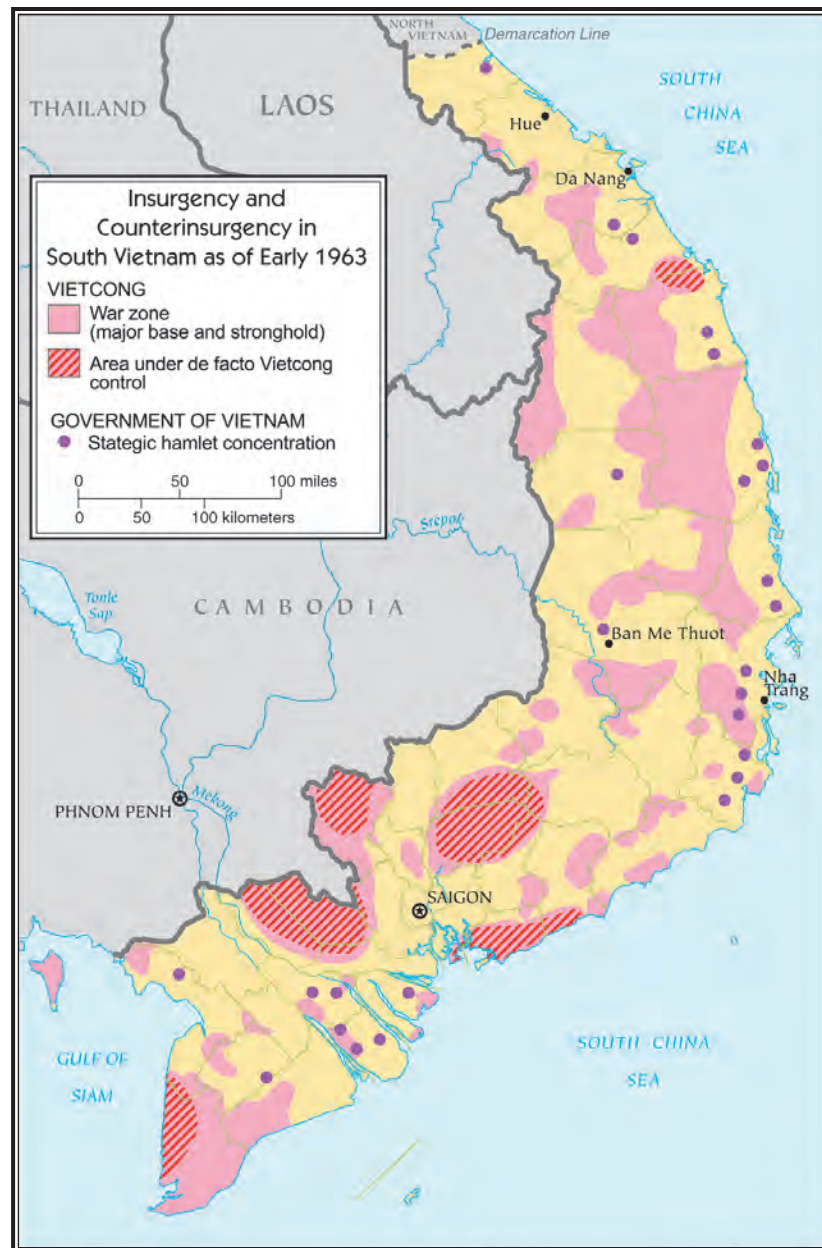 NORTH
VIETNAM
Demarcation Line
THAILAND
LAOS
SOUTH
CHINA
SEA
Hue
Da Nang
Insurgency and
Counterinsurgency in
South Vietnam as of Early 1963
VIETCONG
War zone
(major base and stronghold)
Area under de facto Vietcong
control
GOVERNMENT OF VIETNAM
Stategic hamlet concentration
0 50 100 miles
0 50 100 kilometers
Srepok
Tonle
Sap
CAMBODIA
Ban Me Thuot
Nha
Trang
PHNOM PENH
Mekong
SAIGON
GULF OF
SIAM
SOUTH CHINA
SEA